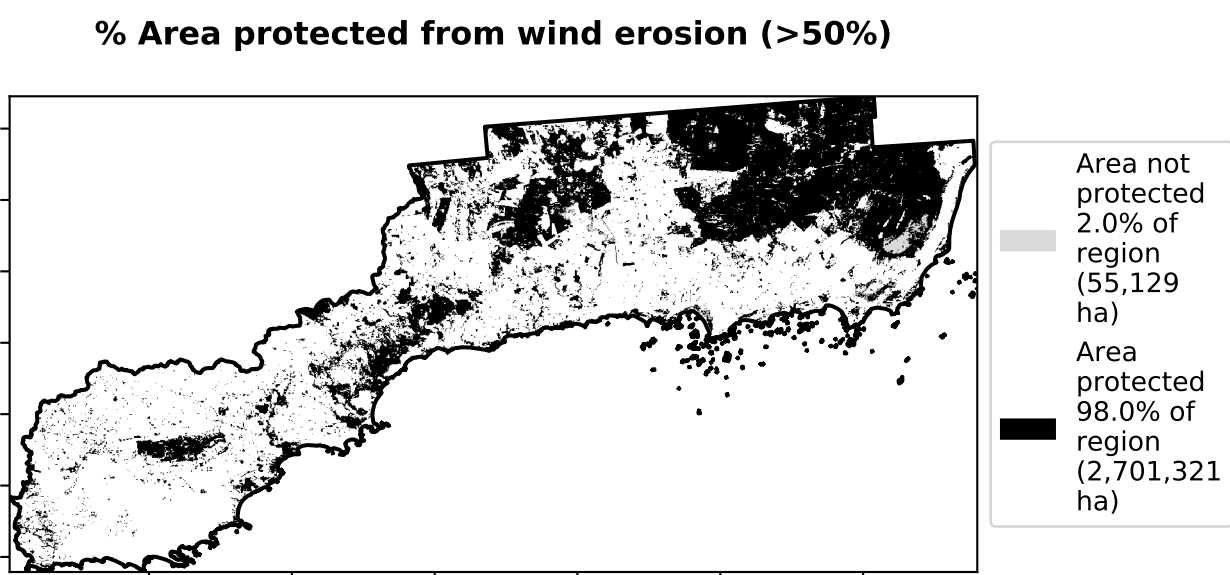 % Area protected from wind erosion (>50%)
Area not
protected
2.0% of
region
(55,129
ha)
Area
protected
98.0% of
region
(2,701,321
ha)